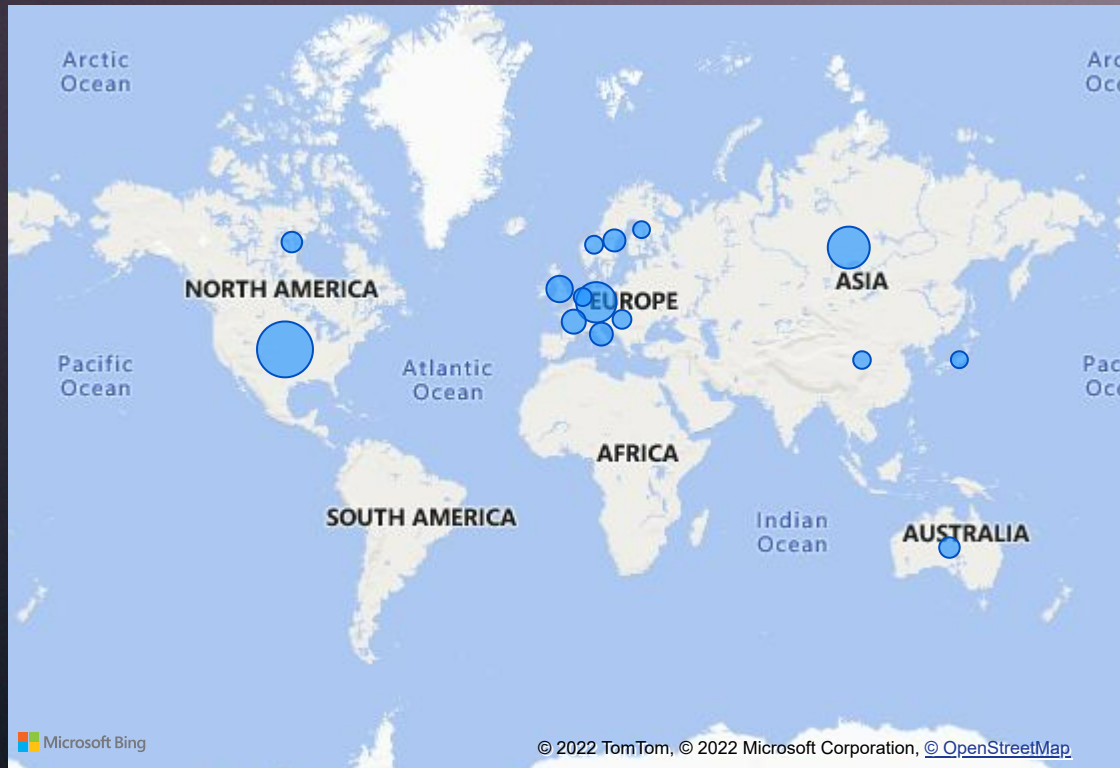 Arctic
Ocean
Arc
Oce
NORTH AMERICA
EUROPE
ASIA
Pacific
Ocean
Atlantic
Ocean
Pac
Oce
AFRICA
SOUTH AMERICA
Indian
Ocean
AUSTRALIA
Microsoft Bing
© 2022 TomTom, © 2022 Microsoft Corporation, © OpenStreetMap